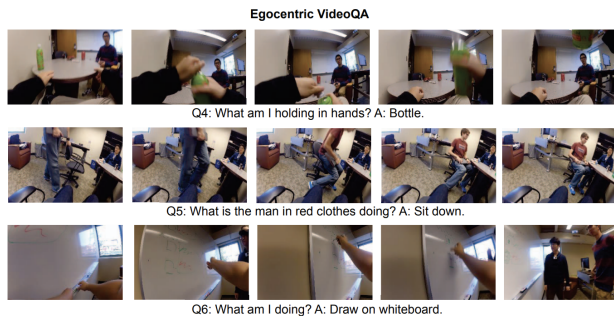 Egocentric VideoQA
Q4: What am I holding in hands? A: Bottle.
Q5: What is the man in red clothes doing? A: Sit down.
Q6: What am I doing? A: Draw on whiteboard.